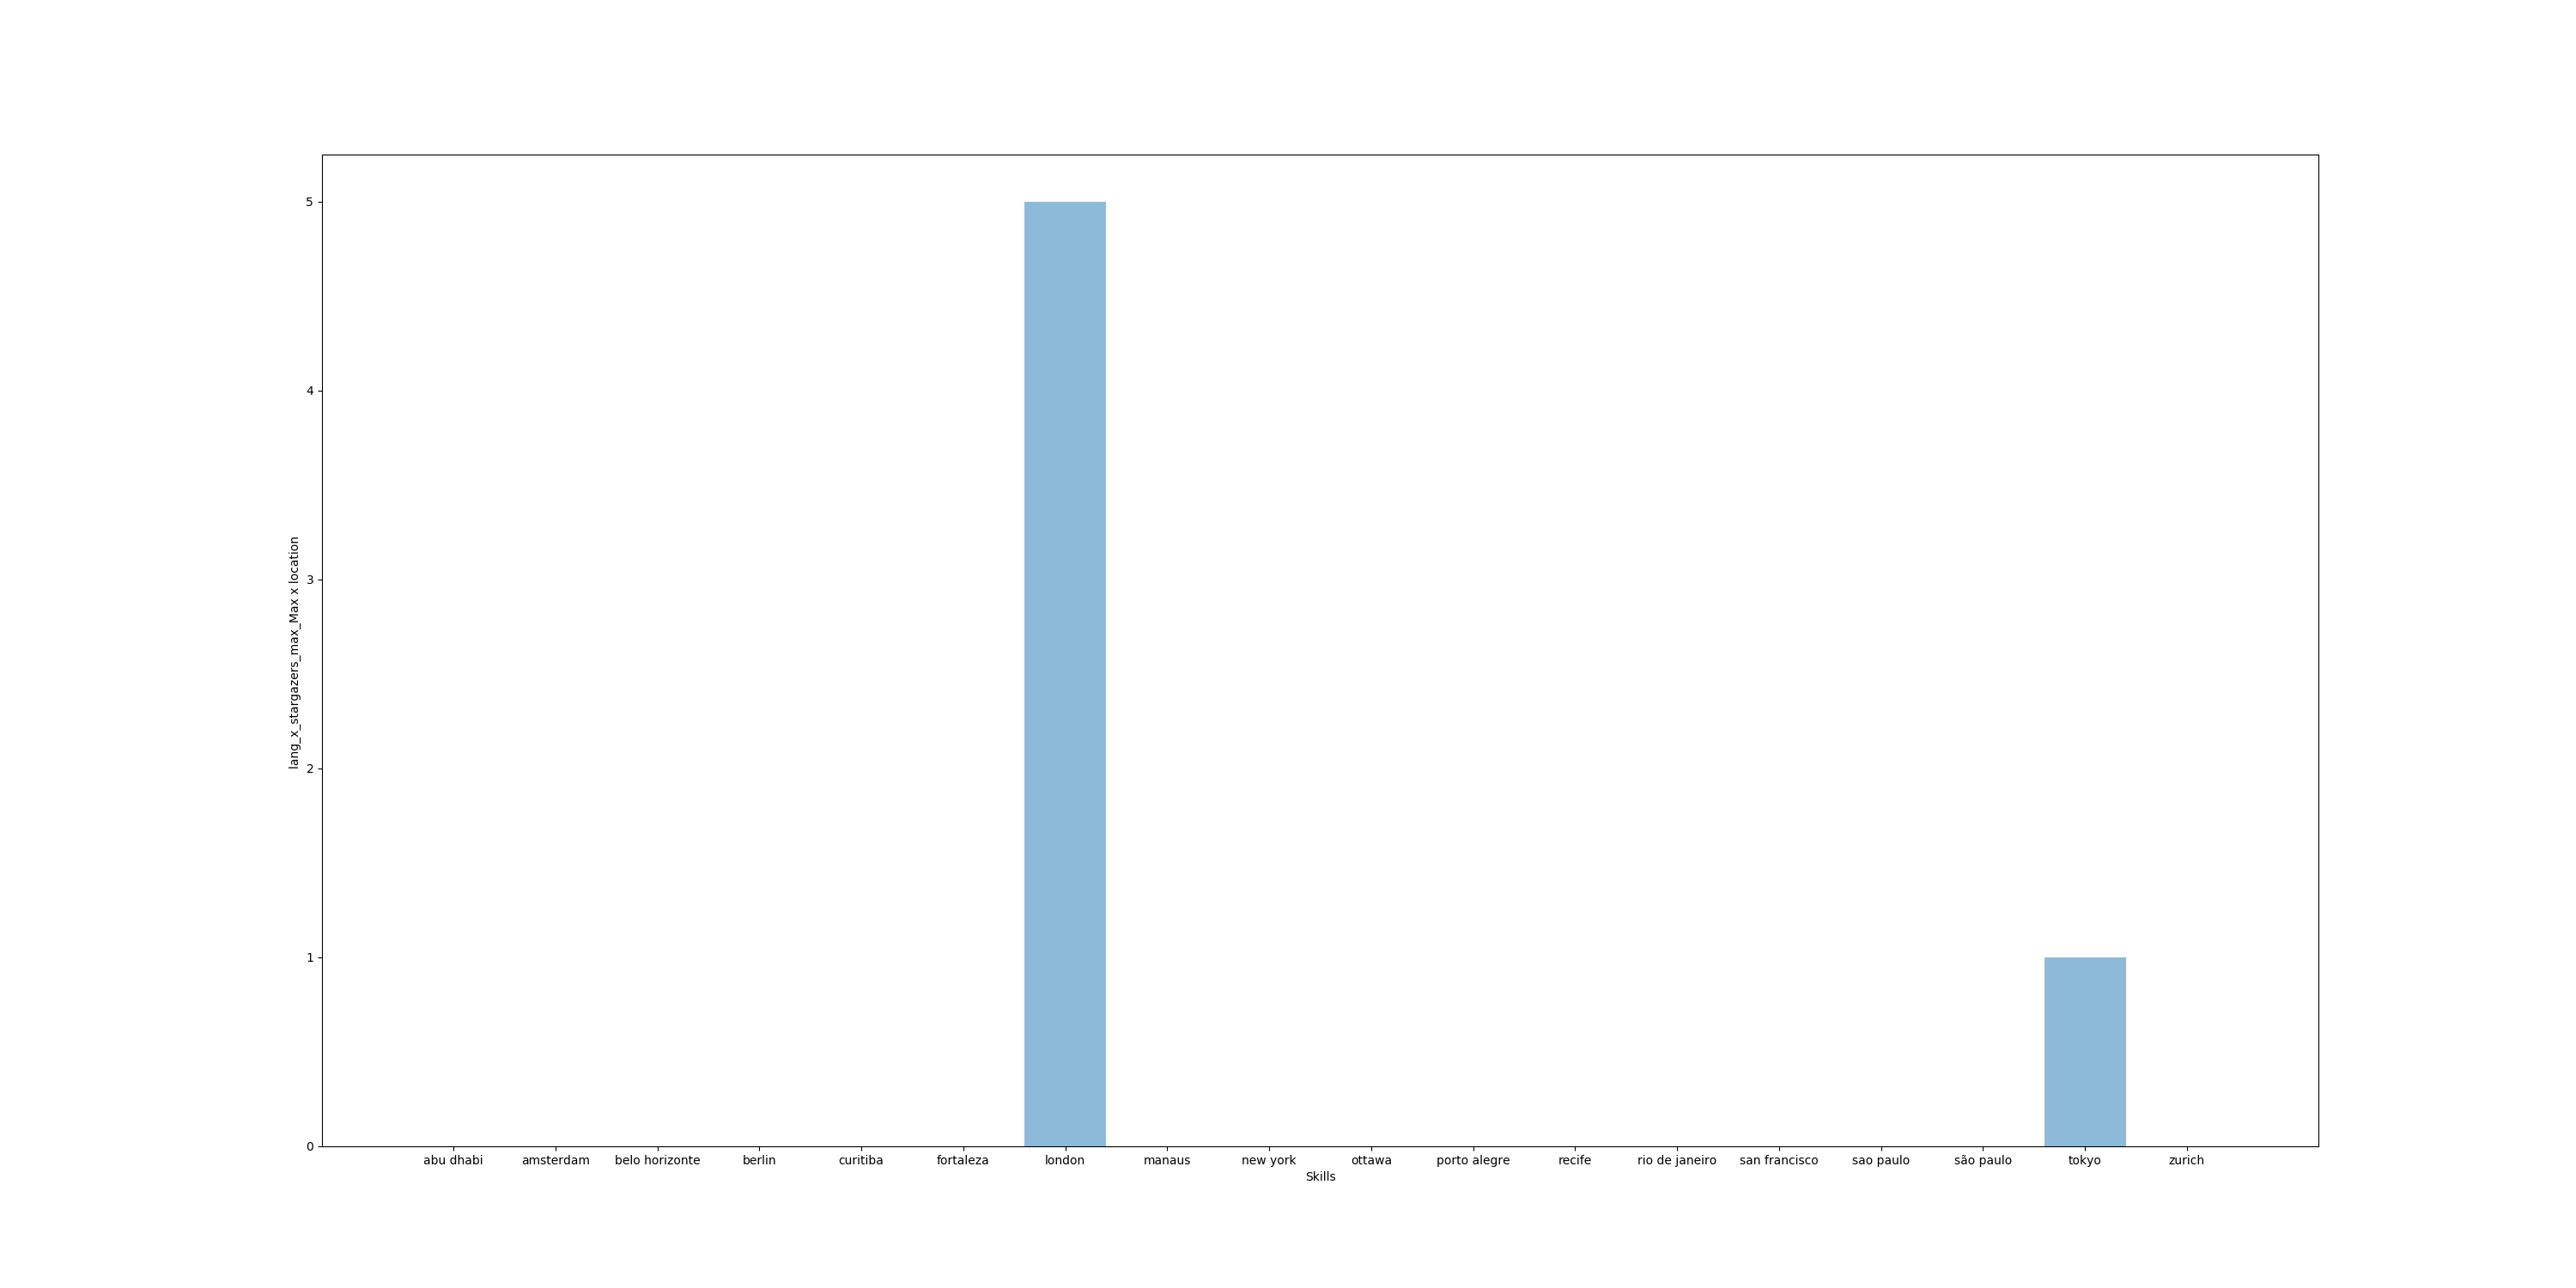 lang_x_stargazers_max_Max x location
5
4
3
2
1
0
abu dhabi amsterdam belo horizonte berlin curitiba fortaleza london manaus new york ottawa porto alegre recife rio de janeiro san francisco sao paulo são paulo tokyo zurich
Skills